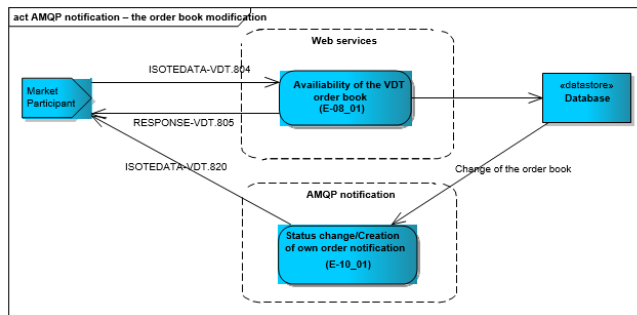 act AMQP notification – the order book modification
Web services
ISOTEDATA-VDT.804
Market
Participant
Availiability of the VDT
order book
(E-08_01)
«datastore»
Database
RESPONSE-VDT.805
ISOTEDATA-VDT.820
Change of the order book
AMQP notification
Status change/Creation
of own order notification
(E-10_01)